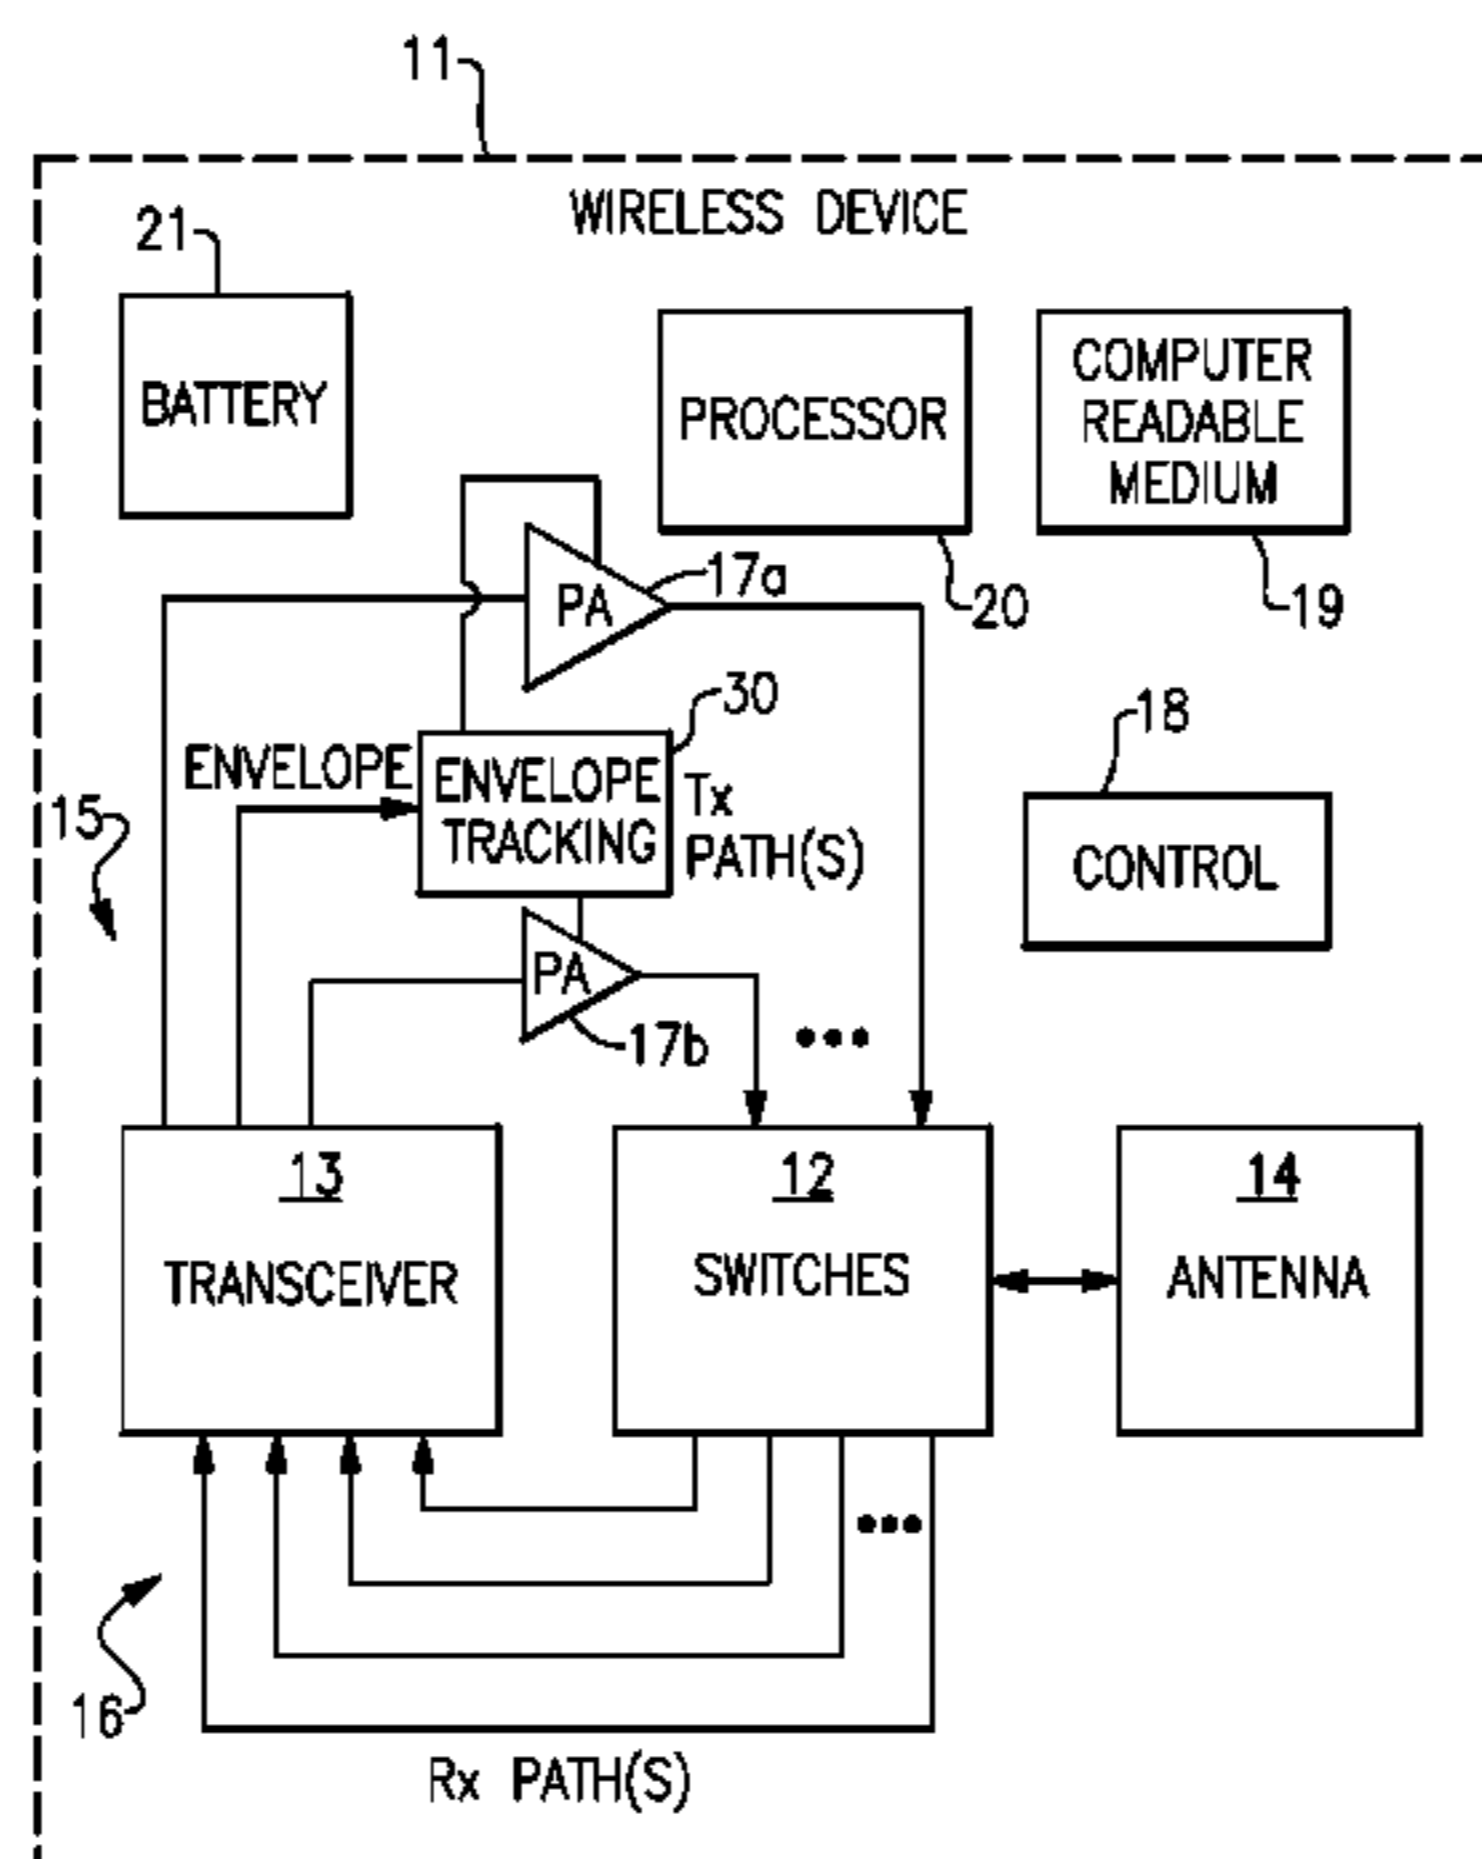 11
WIRELESS DEVICE
21
BATTERY
PROCESSOR
COMPUTER
READABLE
MEDIUM
PA
17a
20
19
30
18
ENVELOPE
ENVELOPE
TRACKING
Tx
PATH(S)
15
CONTROL
PA
17b
•••
13
TRANSCEIVER
12
SWITCHES
14
ANTENNA
•••
16
Rx PATH(S)